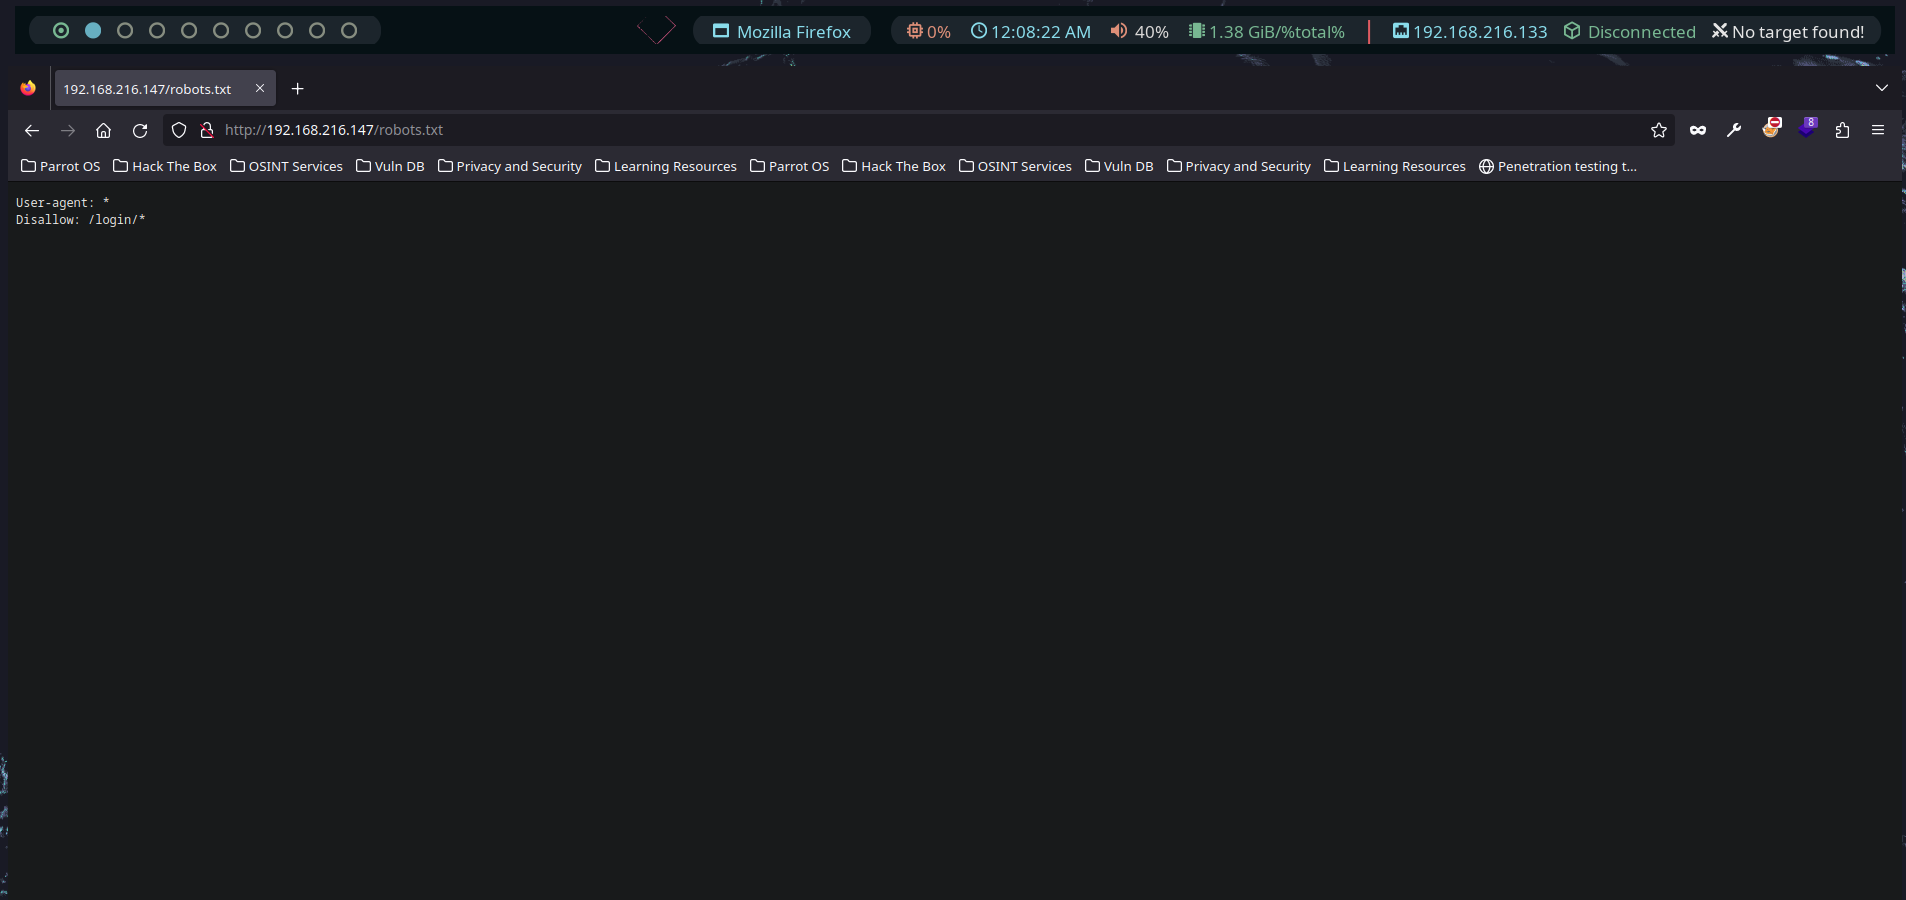 Mozilla Firefox 0% 12:08:22 AM 40% 1.38 GiB/%total% 192.168.216.133 Disconnected No target found!
192.168.216.147/robots.txt
http://192.168.216.147/robots.txt 8
Parrot OS Hack The Box OSINT Services Vuln DB Privacy and Security Learning Resources Parrot OS Hack The Box OSINT Services Vuln DB Privacy and Security Learning Resources Penetration testing t...
User-agent: *
Disallow: /login/*